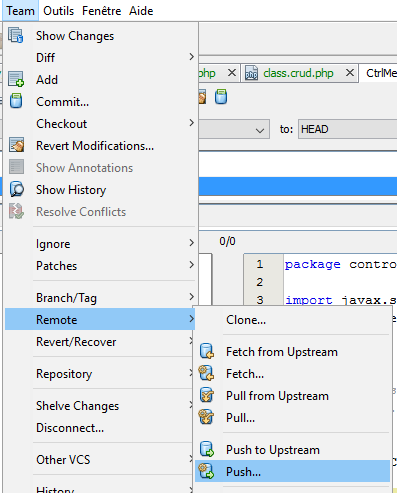 Team Outils Fenêtre Aide
Show Changes
Diff
Add
Commit...
Checkout
Revert Modifications...
Show Annotations
Show History
Resolve Conflicts
Ignore
Patches
Branch/Tag
Remote
Revert/Recover
Repository
Shelve Changes
Disconnect...
Other VCS
History
.php class.crud.php CtrlMe
to: HEAD
0/0
1 package contro
2
3 import javax.s
Clone...
Fetch from Upstream
Fetch...
Pull from Upstream
Pull...
Push to Upstream
Push...